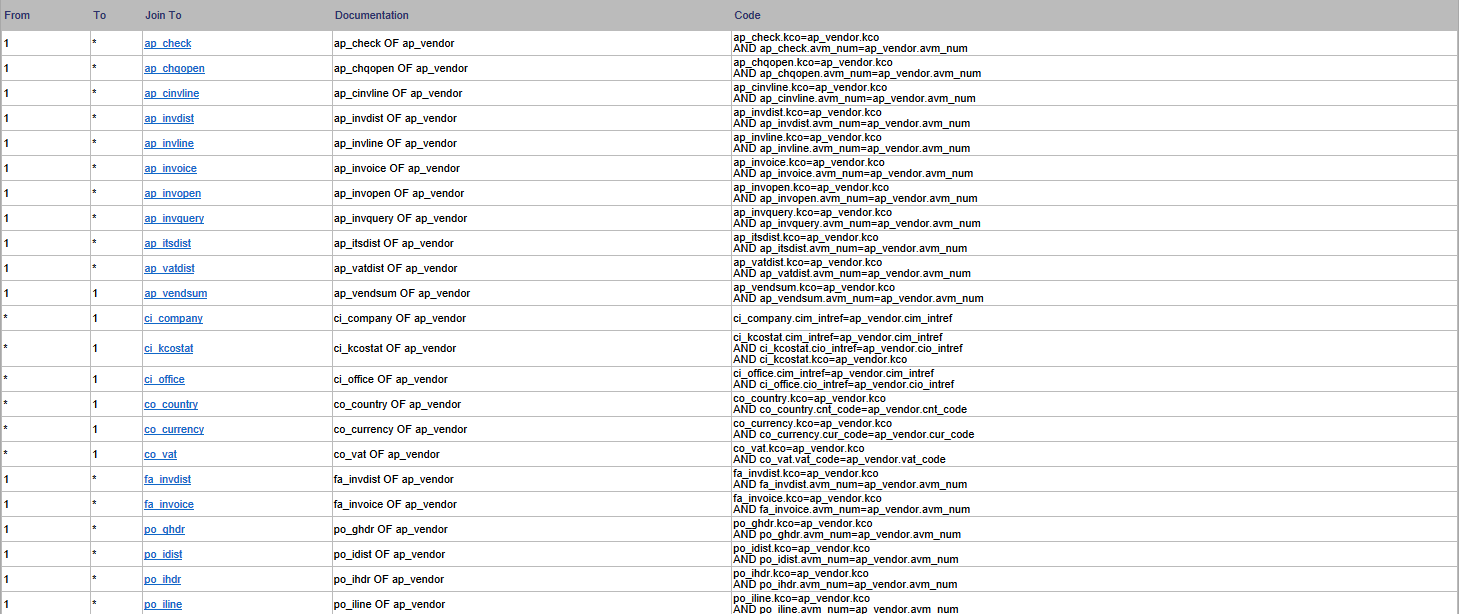 From To Join To Documentation Code
1 * ap_check ap_check OF ap_vendor ap_check.kco=ap_vendor.kco
AND ap_check.avm_num=ap_vendor.avm_num
1 * ap_chqopen ap_chqopen OF ap_vendor ap_chqopen.kco=ap_vendor.kco
AND ap_chqopen.avm_num=ap_vendor.avm_num
1 * ap_cinvline ap_cinvline OF ap_vendor ap_cinvline.kco=ap_vendor.kco
AND ap_cinvline.avm_num=ap_vendor.avm_num
1 * ap_invdist ap_invdist OF ap_vendor ap_invdist.kco=ap_vendor.kco
AND ap_invdist.avm_num=ap_vendor.avm_num
1 * ap_invline ap_invline OF ap_vendor ap_invline.kco=ap_vendor.kco
AND ap_invline.avm_num=ap_vendor.avm_num
1 * ap_invoice ap_invoice OF ap_vendor ap_invoice.kco=ap_vendor.kco
AND ap_invoice.avm_num=ap_vendor.avm_num
1 * ap_invopen ap_invopen OF ap_vendor ap_invopen.kco=ap_vendor.kco
AND ap_invopen.avm_num=ap_vendor.avm_num
1 * ap_invquery ap_invquery OF ap_vendor ap_invquery.kco=ap_vendor.kco
AND ap_invquery.avm_num=ap_vendor.avm_num
1 * ap_itsdist ap_itsdist OF ap_vendor ap_itsdist.kco=ap_vendor.kco
AND ap_itsdist.avm_num=ap_vendor.avm_num
1 * ap_vatdist ap_vatdist OF ap_vendor ap_vatdist.kco=ap_vendor.kco
AND ap_vatdist.avm_num=ap_vendor.avm_num
1 1 ap_vendsum ap_vendsum OF ap_vendor ap_vendsum.kco=ap_vendor.kco
AND ap_vendsum.avm_num=ap_vendor.avm_num
* 1 ci_company ci_company OF ap_vendor ci_company.cim_intref=ap_vendor.cim_intref
* 1 ci_kcostat ci_kcostat OF ap_vendor ci_kcostat.cim_intref=ap_vendor.cim_intref
AND ci_kcostat.cio_intref=ap_vendor.cio_intref
AND ci_kcostat.kco=ap_vendor.kco
* 1 ci_office ci_office OF ap_vendor ci_office.cim_intref=ap_vendor.cim_intref
AND ci_office.cio_intref=ap_vendor.cio_intref
* 1 co_country co_country OF ap_vendor co_country.kco=ap_vendor.kco
AND co_country.cnt_code=ap_vendor.cnt_code
* 1 co_currency co_currency OF ap_vendor co_currency.kco=ap_vendor.kco
AND co_currency.cur_code=ap_vendor.cur_code
* 1 co_vat co_vat OF ap_vendor co_vat.kco=ap_vendor.kco
AND co_vat.vat_code=ap_vendor.vat_code
1 * fa_invdist fa_invdist OF ap_vendor fa_invdist.kco=ap_vendor.kco
AND fa_invdist.avm_num=ap_vendor.avm_num
1 * fa_invoice fa_invoice OF ap_vendor fa_invoice.kco=ap_vendor.kco
AND fa_invoice.avm_num=ap_vendor.avm_num
1 * po_ghdr po_ghdr OF ap_vendor po_ghdr.kco=ap_vendor.kco
AND po_ghdr.avm_num=ap_vendor.avm_num
1 * po_idist po_idist OF ap_vendor po_idist.kco=ap_vendor.kco
AND po_idist.avm_num=ap_vendor.avm_num
1 * po_ihdr po_ihdr OF ap_vendor po_ihdr.kco=ap_vendor.kco
AND po_ihdr.avm_num=ap_vendor.avm_num
1 * po_iline po_iline OF ap_vendor po_iline.kco=ap_vendor.kco
AND po_iline.avm_num=ap_vendor.avm_num